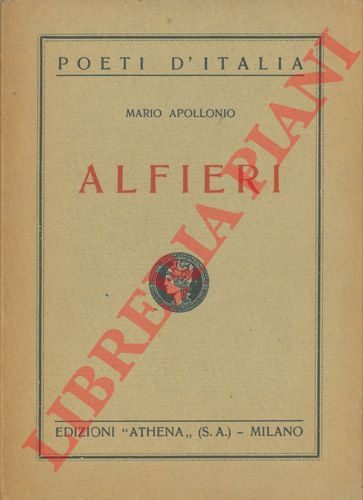 POETI D'ITALIA
MARIO APOLLONIO
ALFIERI
LIBRERIA PIANI
EDIZIONI "ATHENA„ (S. A.) – MILANO